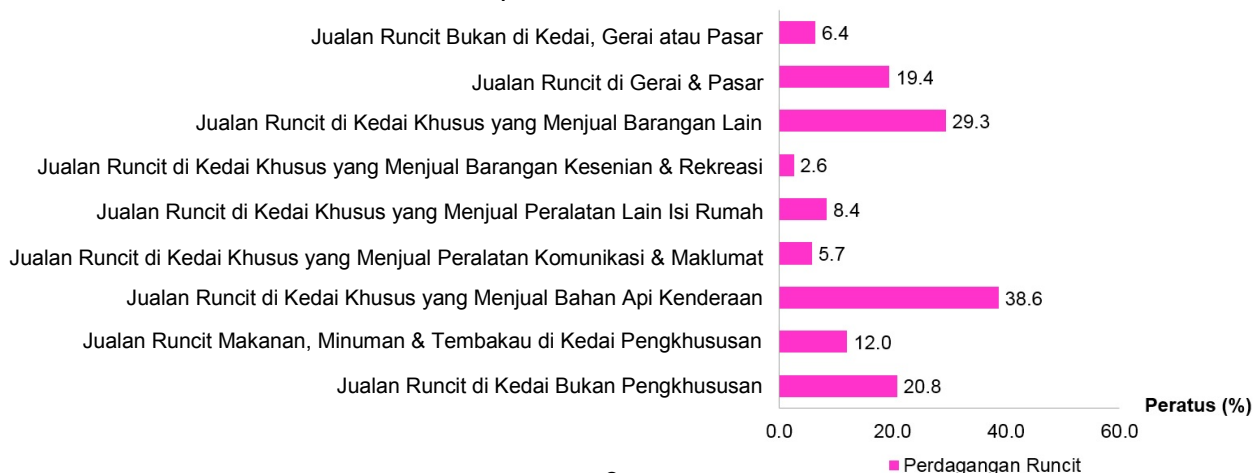 Jualan Runcit Bukan di Kedai, Gerai atau Pasar 6.4
Jualan Runcit di Gerai & Pasar 19.4
Jualan Runcit di Kedai Khusus yang Menjual Barangan Lain 29.3
Jualan Runcit di Kedai Khusus yang Menjual Barangan Kesenian & Rekreasi 2.6
Jualan Runcit di Kedai Khusus yang Menjual Peralatan Lain Isi Rumah 8.4
Jualan Runcit di Kedai Khusus yang Menjual Peralatan Komunikasi & Maklumat 5.7
Jualan Runcit di Kedai Khusus yang Menjual Bahan Api Kenderaan 38.6
Jualan Runcit Makanan, Minuman & Tembakau di Kedai Pengkhususan 12.0
Jualan Runcit di Kedai Bukan Pengkhususan 20.8
Peratus (%)
0.0 20.0 40.0 60.0
Perdagangan Runcit